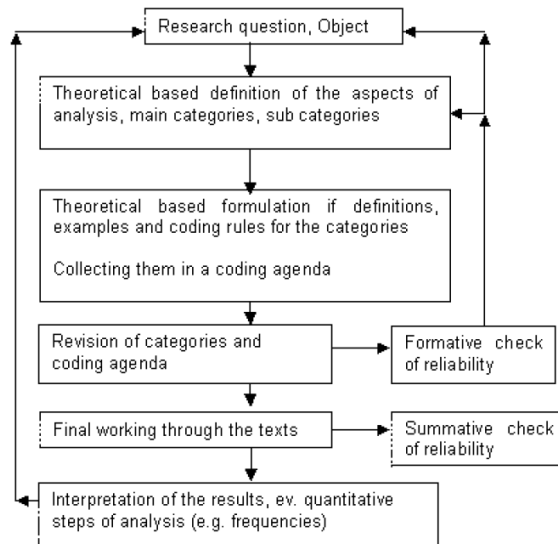 Research question, Object
Theoretical based definition of the aspects of
analysis, main categories, sub categories
Theoretical based formulation if definitions,
examples and coding rules for the categories
Collecting them in a coding agenda
Revision of categories and
coding agenda
Formative check
of reliability
Final working through the texts
Summative check
of reliability
Interpretation of the results, ev. quantitative
steps of analysis (e.g. frequencies)